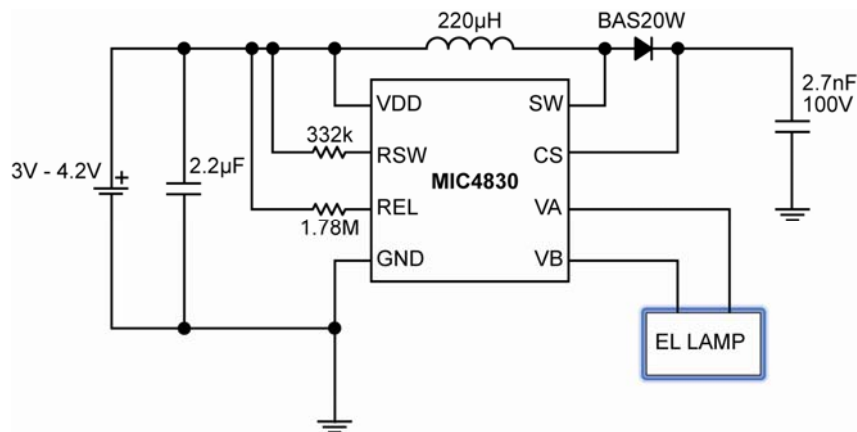 220µH
BAS20W
2.7nF
100V
VDD
SW
332k
RSW
CS
3V - 4.2V
+
2.2µF
MIC4830
REL
VA
1.78M
GND
VB
EL LAMP